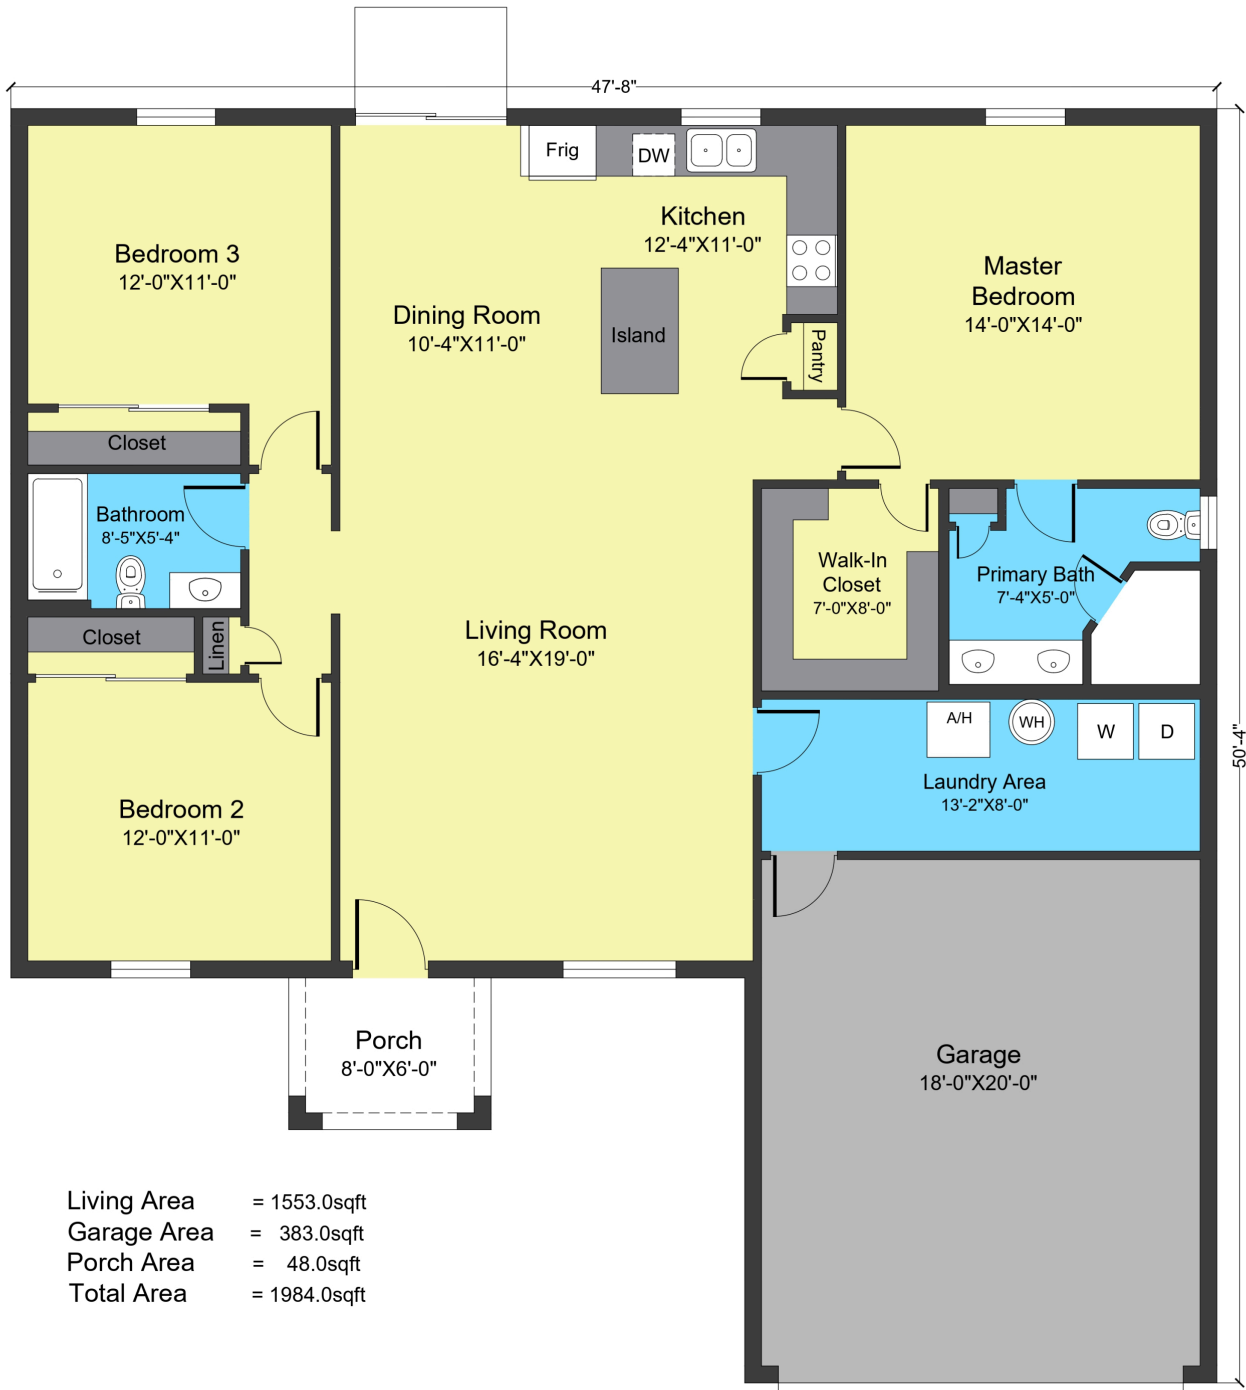 47'-8"
Frig
DW
Kitchen
12'-4"X11'-0"
Bedroom 3
12'-0"X11'-0"
Master
Bedroom
14'-0"X14'-0"
Dining Room
10'-4"X11'-0"
Island
Pantry
Closet
Bathroom
8'-5"X5'-4"
Walk-In
Closet
7'-0"X8'-0"
Primary Bath
7'-4"X5'-0"
Closet
Linen
Living Room
16'-4"X19'-0"
A/H
WH
W
D
50'-4"
Laundry Area
13'-2"X8'-0"
Bedroom 2
12'-0"X11'-0"
Porch
8'-0"X6'-0"
Garage
18'-0"X20'-0"
Living Area = 1553.0sqft
Garage Area = 383.0sqft
Porch Area = 48.0sqft
Total Area = 1984.0sqft